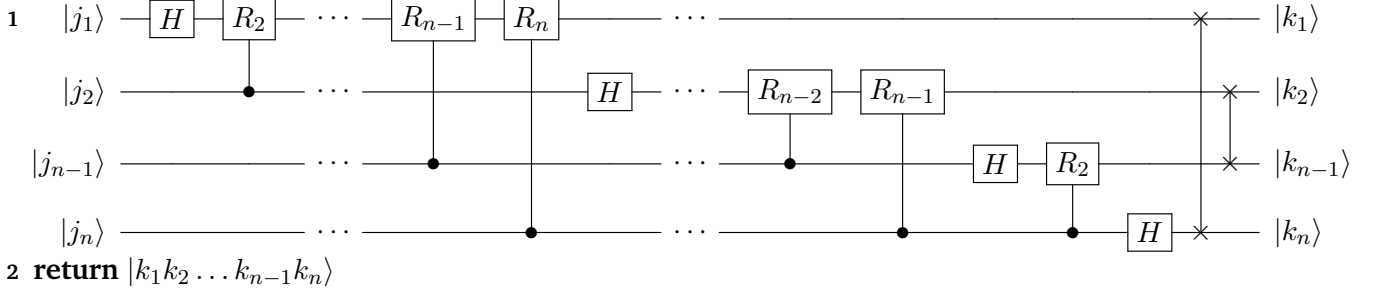 1 |j₁⟩ H R₂ ··· Rₙ₋₁ Rₙ ··· |k₁⟩
|j₂⟩ ··· H ··· Rₙ₋₂ Rₙ₋₁ |k₂⟩
|jₙ₋₁⟩ ··· ··· H R₂ |kₙ₋₁⟩
|jₙ⟩ ··· ··· H |kₙ⟩
2 return |k₁k₂ … kₙ₋₁kₙ⟩